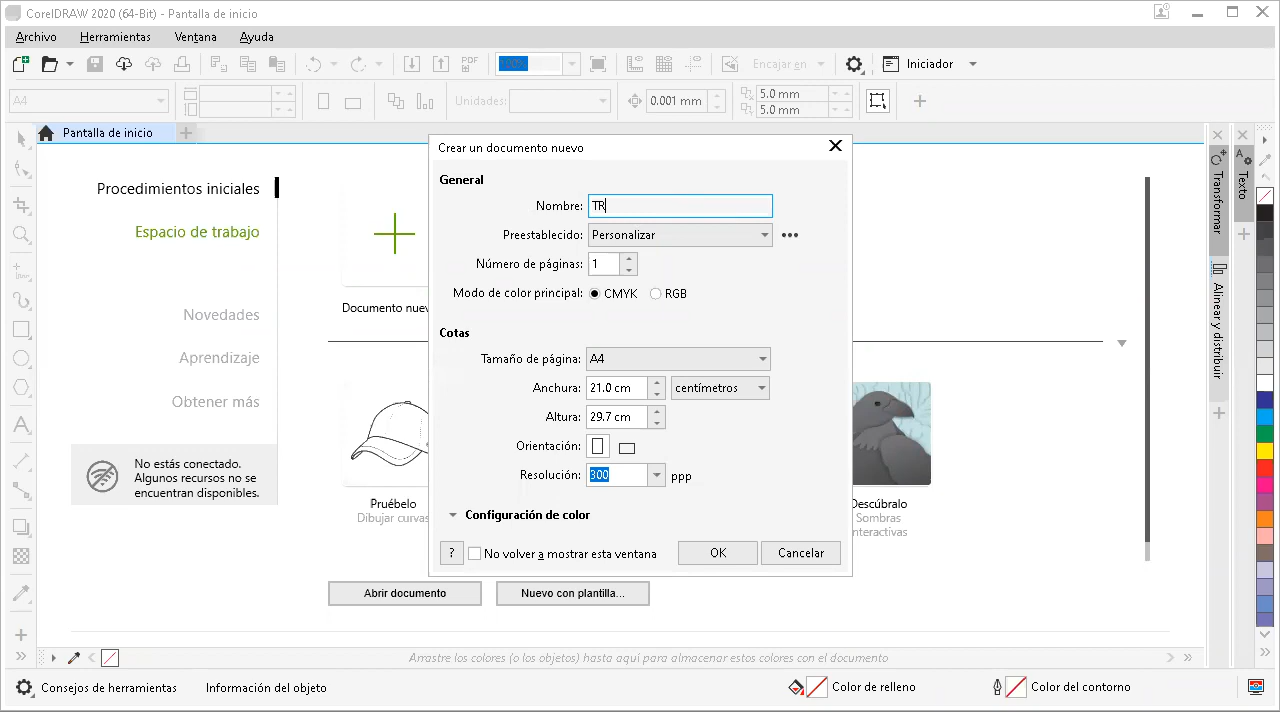 CorelDRAW 2020 (64-Bit) - Pantalla de inicio
Archivo Herramientas Ventana Ayuda
PDF 100% Encajar en Iniciador
A4 Unidades: 0.001 mm 5.0 mm
5.0 mm
Pantalla de inicio
Procedimientos iniciales
Espacio de trabajo
Novedades
Aprendizaje
Obtener más
No estás conectado.
Algunos recursos no se
encuentran disponibles.
Documento nuev
Pruébelo
Dibujar curvas
Descúbralo
Sombras
interactivas
Abrir documento
Nuevo con plantilla...
Crear un documento nuevo
General
Nombre: TR
Preestablecido: Personalizar
Número de páginas: 1
Modo de color principal: CMYK RGB
Cotas
Tamaño de página: A4
Anchura: 21.0 cm centímetros
Altura: 29.7 cm
Orientación:
Resolución: 300 ppp
Configuración de color
? No volver a mostrar esta ventana OK Cancelar
Transformar
Alinear y distribuir
Texto
Arrastre los colores (o los objetos) hasta aquí para almacenar estos colores con el documento
Consejos de herramientas Información del objeto Color de relleno Color del contorno